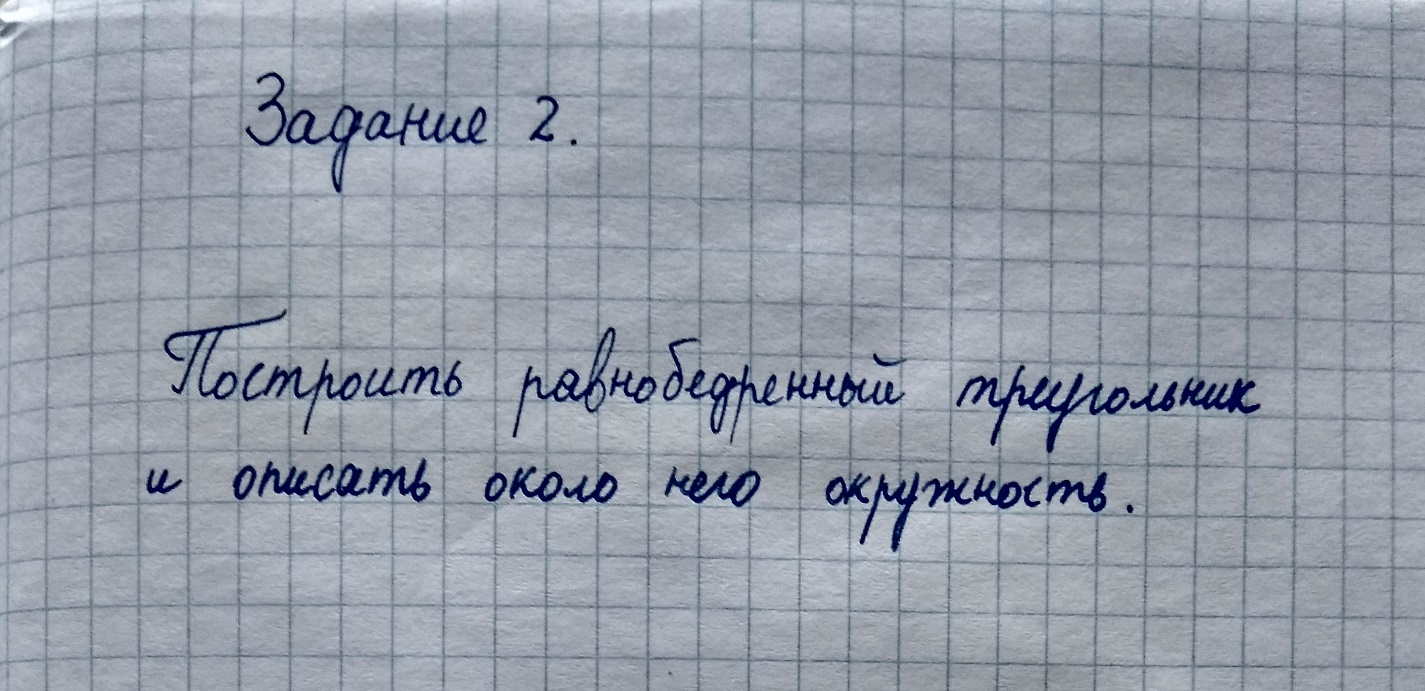 Задание 2.
Построить равнобедренный треугольник
и описать около него окружность.